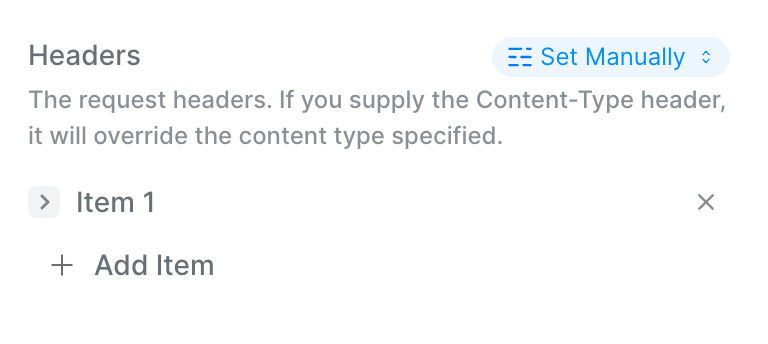 Headers
Set Manually
The request headers. If you supply the Content-Type header,
it will override the content type specified.
Item 1
Add Item